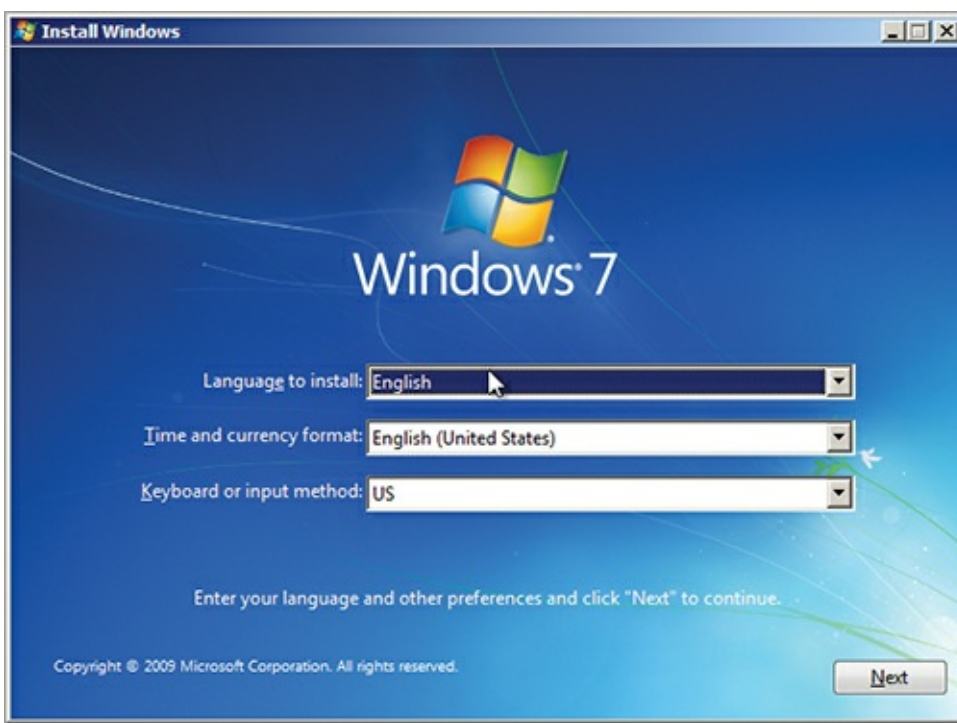 Install Windows
Windows® 7
Language to install: English
Time and currency format: English (United States)
Keyboard or input method: US
Enter your language and other preferences and click "Next" to continue.
Copyright © 2009 Microsoft Corporation. All rights reserved.
Next